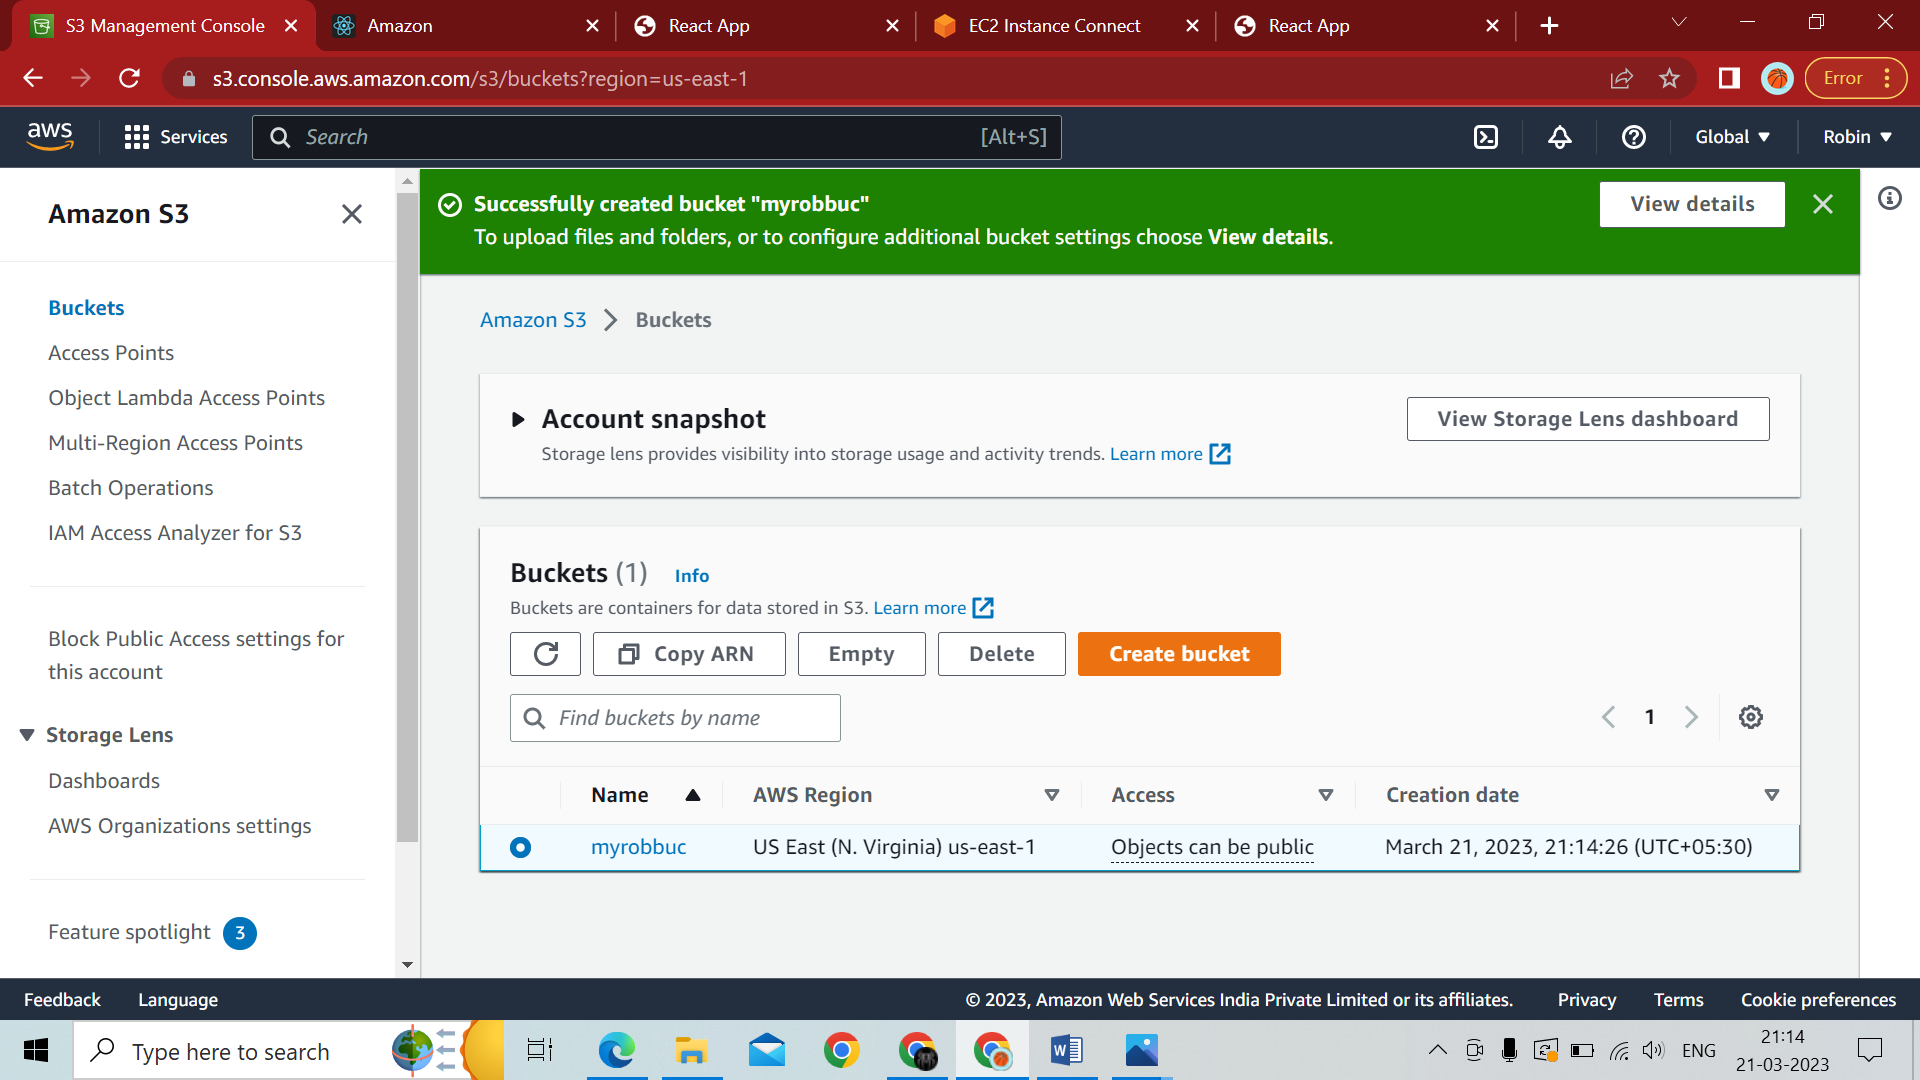 S3 Management Console
Amazon
React App
EC2 Instance Connect
React App
s3.console.aws.amazon.com/s3/buckets?region=us-east-1
Error
aws
Services
Search
[Alt+S]
Global
Robin
Amazon S3
Buckets
Access Points
Object Lambda Access Points
Multi-Region Access Points
Batch Operations
IAM Access Analyzer for S3
Block Public Access settings for
this account
Storage Lens
Dashboards
AWS Organizations settings
Feature spotlight 3
Successfully created bucket "myrobbuc"
To upload files and folders, or to configure additional bucket settings choose View details.
View details
Amazon S3 Buckets
Account snapshot
Storage lens provides visibility into storage usage and activity trends. Learn more
View Storage Lens dashboard
Buckets (1) Info
Buckets are containers for data stored in S3. Learn more
Copy ARN Empty Delete Create bucket
Find buckets by name
1
Name AWS Region Access Creation date
myrobbuc US East (N. Virginia) us-east-1 Objects can be public March 21, 2023, 21:14:26 (UTC+05:30)
Feedback Language
© 2023, Amazon Web Services India Private Limited or its affiliates. Privacy Terms Cookie preferences
Type here to search
ENG
21:14
21-03-2023